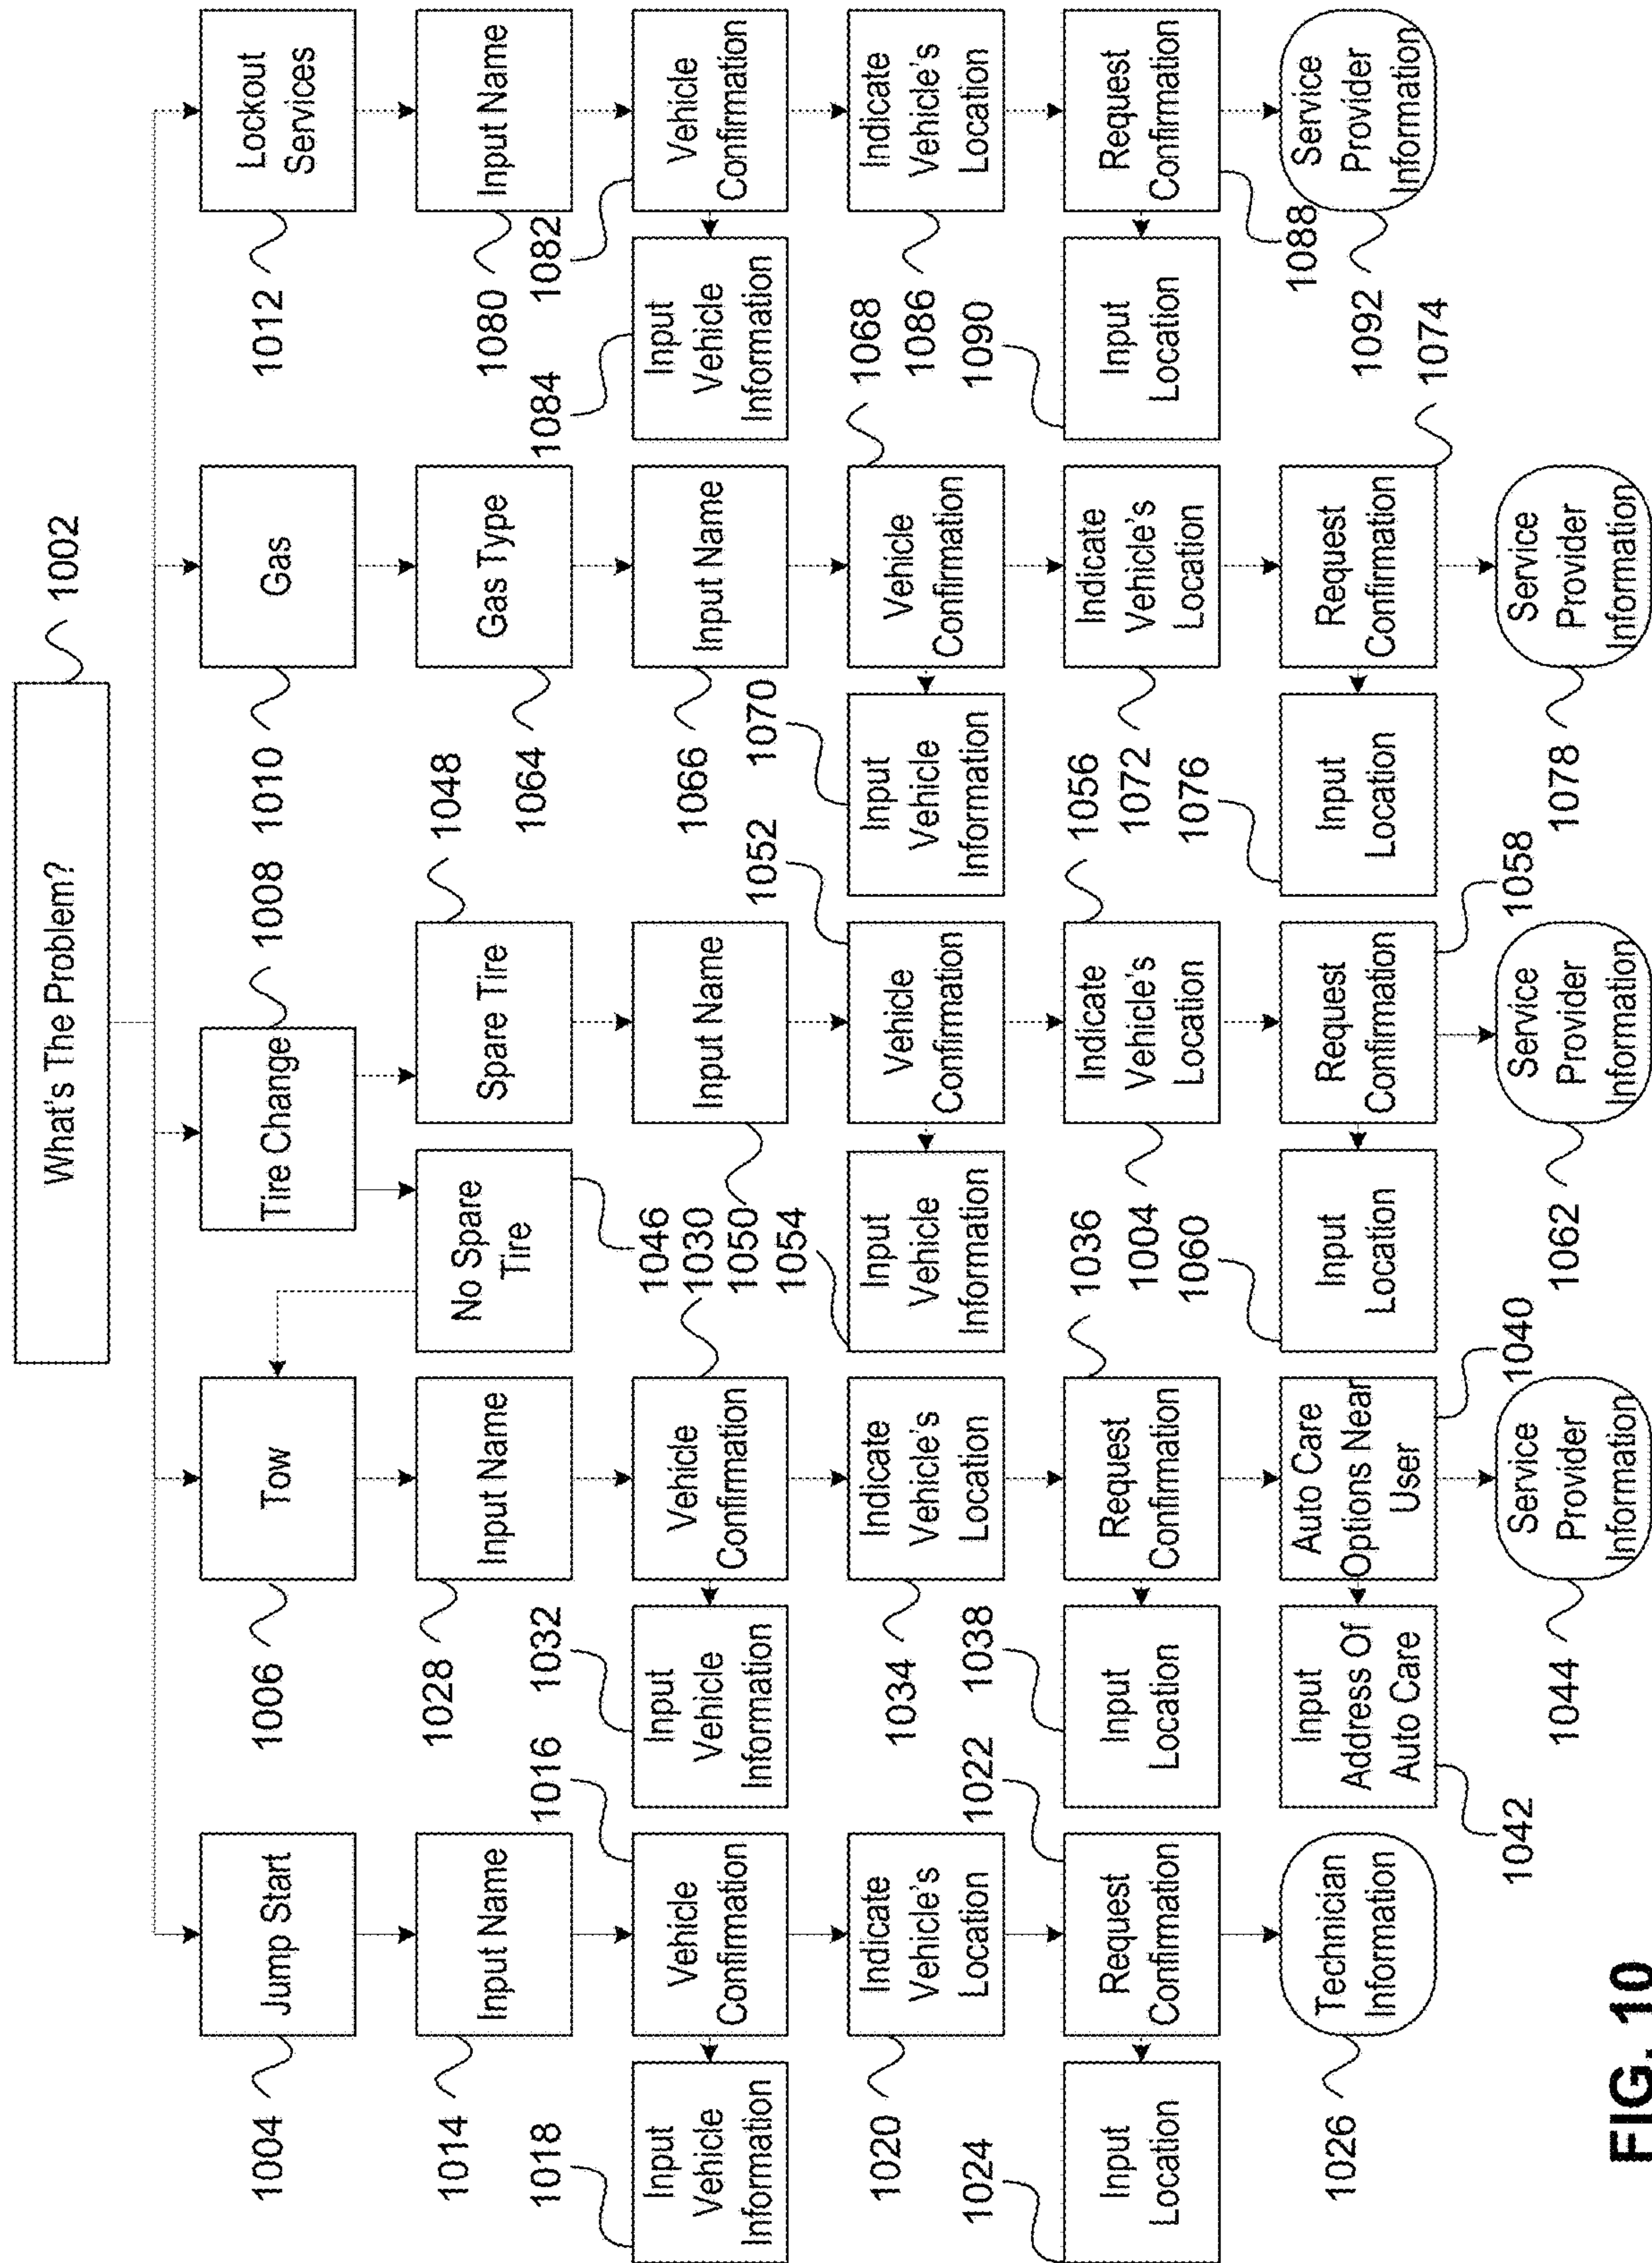 What's The Problem?
1002
1004
Jump Start
1006
Tow
Tire Change
1008
1010
Gas
1012
Lockout
Services
1014
Input Name
1028
Input Name
No Spare
Tire
1046
Spare Tire
1048
1064
Gas Type
1080
Input Name
1018
Input
Vehicle
Information
Vehicle
Confirmation
1016
1032
Input
Vehicle
Information
Vehicle
Confirmation
1030
1050
Input Name
1066
Input Name
1084
Input
Vehicle
Information
1082
Vehicle
Confirmation
1020
Indicate
Vehicle's
Location
1034
Indicate
Vehicle's
Location
1054
Input
Vehicle
Information
Vehicle
Confirmation
1052
1070
Input
Vehicle
Information
Vehicle
Confirmation
1068
1086
Indicate
Vehicle's
Location
1024
Input
Location
Request
Confirmation
1022
1038
Input
Location
Request
Confirmation
1036
1004
Indicate
Vehicle's
Location
1056
1072
Indicate
Vehicle's
Location
1090
Input
Location
Request
Confirmation
1088
1026
Technician
Information
Input
Address Of
Auto Care
1042
Auto Care
Options Near
User
1040
1060
Input
Location
Request
Confirmation
1058
1076
Input
Location
Request
Confirmation
1074
1092
Service
Provider
Information
1044
Service
Provider
Information
1062
Service
Provider
Information
1078
Service
Provider
Information
FIG. 10